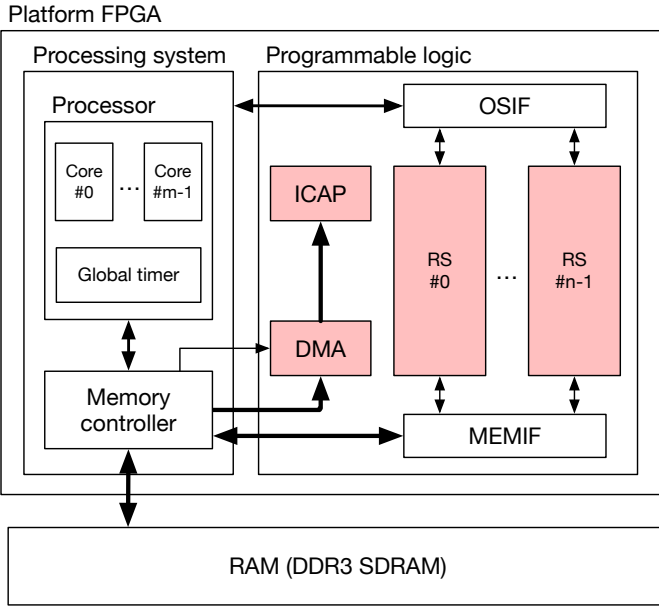 Platform FPGA
Processing system
Programmable logic
Processor
Core
#0
...
Core
#m-1
Global timer
Memory
controller
OSIF
ICAP
DMA
RS
#0
...
RS
#n-1
MEMIF
RAM (DDR3 SDRAM)